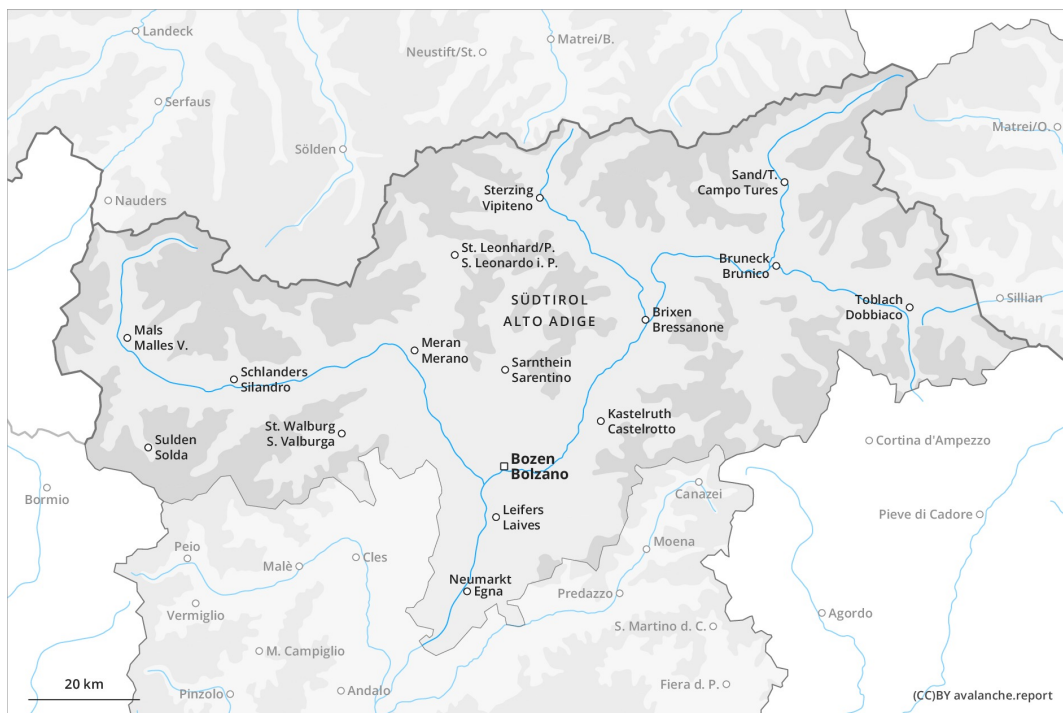 Landeck
Matrei/B.
Neustift/St.
Serfaus
Matrei/O.
Sölden
Sand/T.
Campo Tures
Sterzing
Vipiteno
Nauders
St. Leonhard/P.
S. Leonardo i. P.
Bruneck
Brunico
SÜDTIROL
ALTO ADIGE
Toblach
Dobbiaco
Sillian
Brixen
Bressanone
Mals
Malles V.
Meran
Merano
Sarnthein
Sarentino
Schlanders
Silandro
Kastelruth
Castelrotto
St. Walburg
S. Valburga
Sulden
Solda
Cortina d'Ampezzo
Bozen
Bolzano
Bormio
Canazei
Leifers
Laives
Pieve di Cadore
Moena
Peio
Cles
Malè
Neumarkt
Egna
Predazzo
Vermiglio
Agordo
S. Martino d. C.
M. Campiglio
20 km
Pinzolo
Andalo
Fiera d. P.
(CC)BY avalanche.report